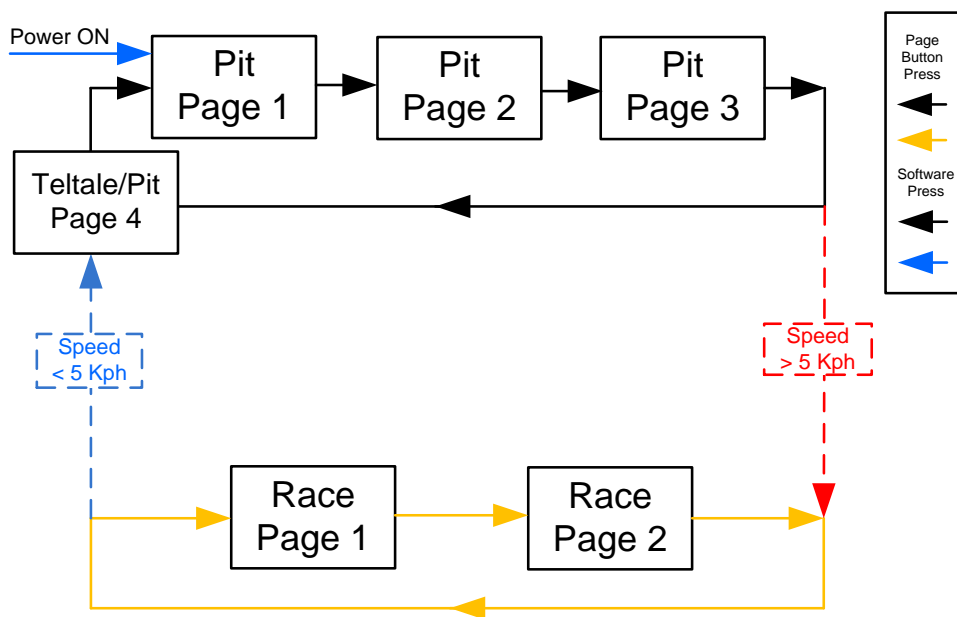 Power ON
Pit
Page 1
Pit
Page 2
Pit
Page 3
Page
Button
Press
Software
Press
Teltale/Pit
Page 4
Speed
< 5 Kph
Speed
> 5 Kph
Race
Page 1
Race
Page 2